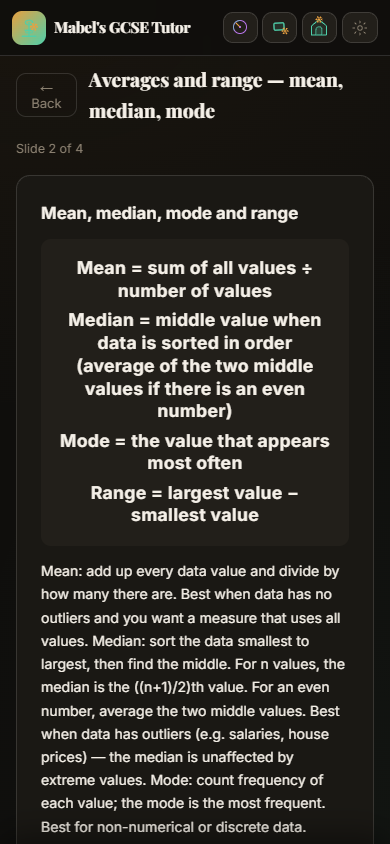 Mabel's GCSE Tutor
←
Back
Averages and range — mean,
median, mode
Slide 2 of 4
Mean, median, mode and range
Mean = sum of all values ÷
number of values
Median = middle value when
data is sorted in order
(average of the two middle
values if there is an even
number)
Mode = the value that appears
most often
Range = largest value −
smallest value
Mean: add up every data value and divide by
how many there are. Best when data has no
outliers and you want a measure that uses all
values. Median: sort the data smallest to
largest, then find the middle. For n values, the
median is the ((n+1)/2)th value. For an even
number, average the two middle values. Best
when data has outliers (e.g. salaries, house
prices) — the median is unaffected by
extreme values. Mode: count frequency of
each value; the mode is the most frequent.
Best for non-numerical or discrete data.